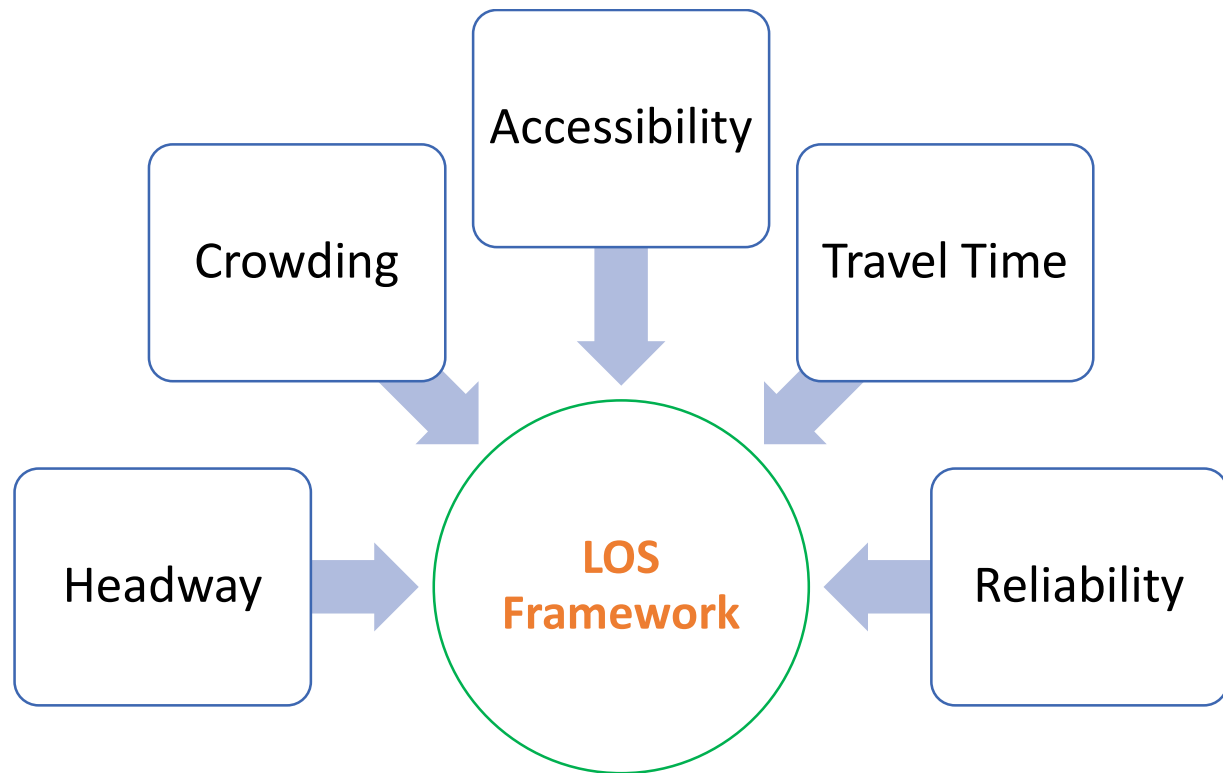 Accessibility
Crowding
Travel Time
Headway
LOS
Framework
Reliability